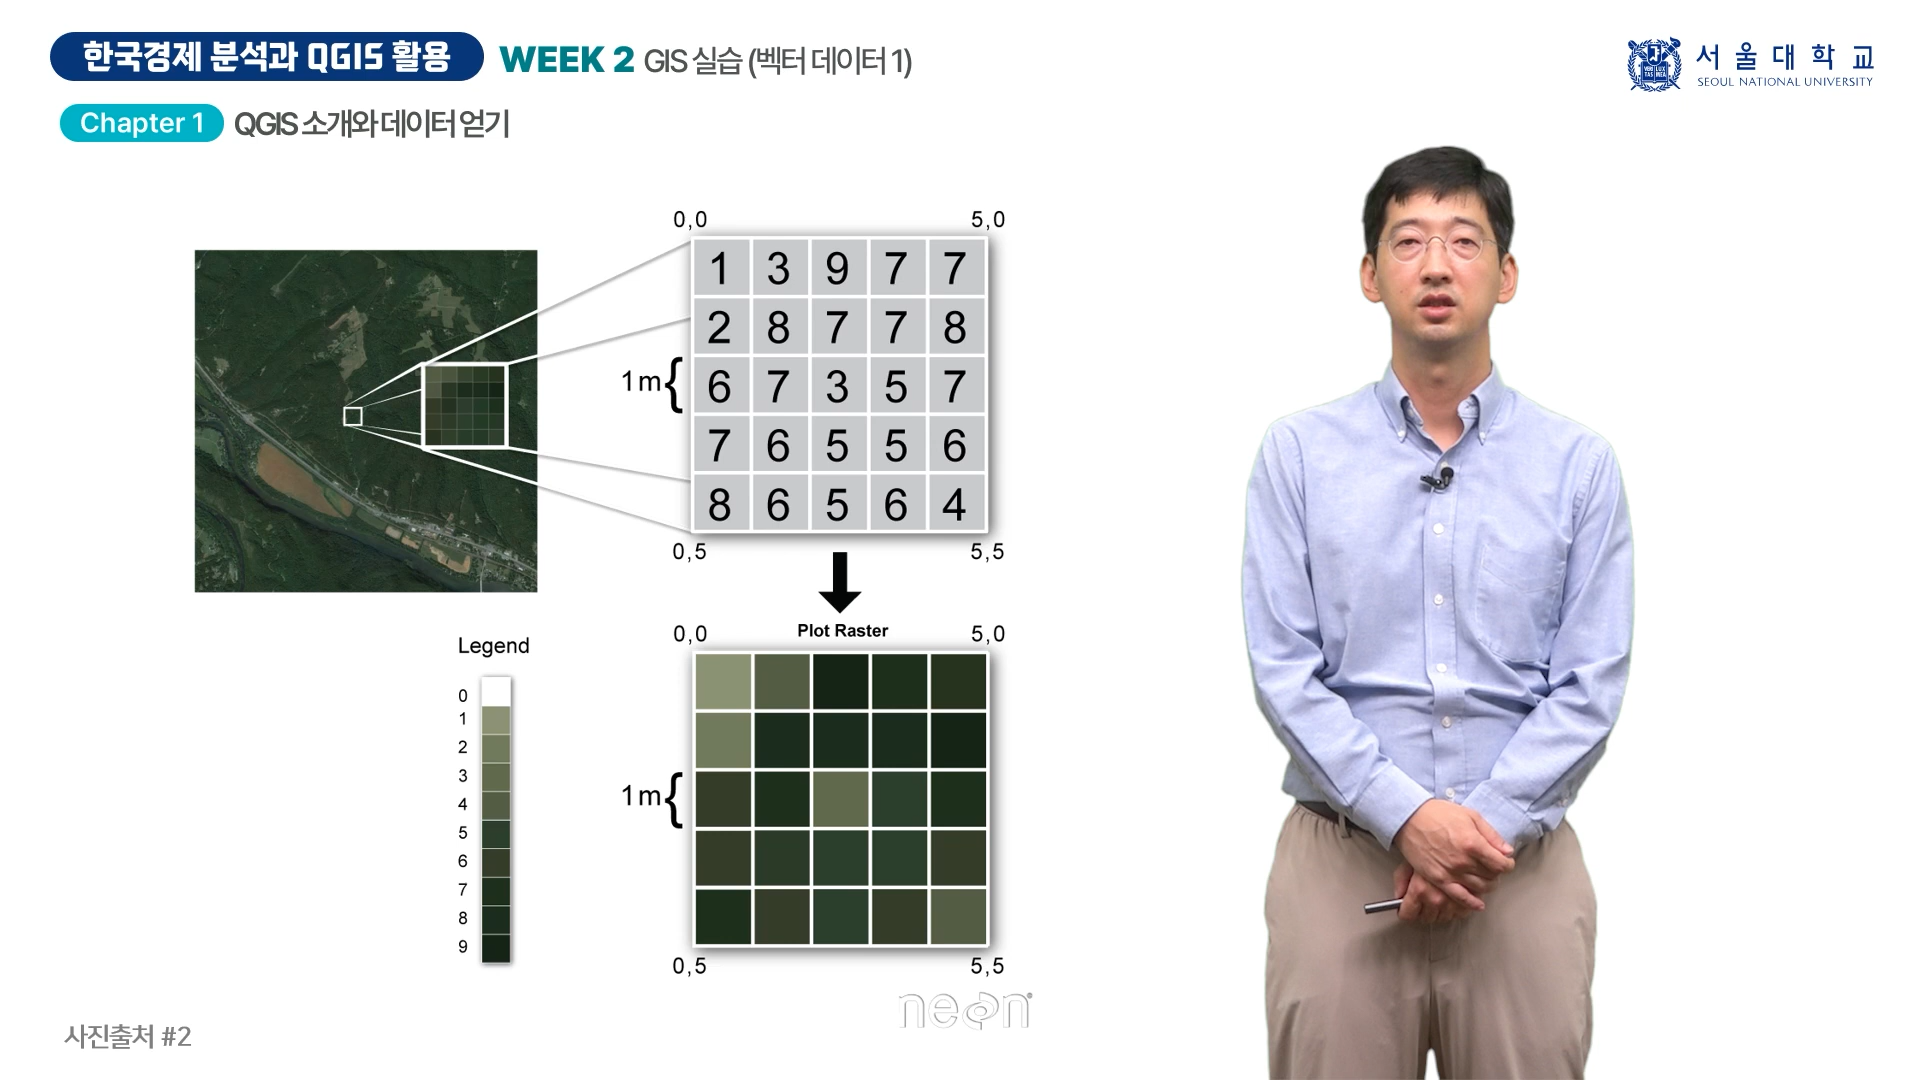 한국경제 분석과 QGIS 활용 WEEK 2 GIS 실습 (벡터 데이터 1)
서울대학교
SEOUL NATIONAL UNIVERSITY
Chapter 1 QGIS 소개와 데이터 얻기
0,0 5,0
1 3 9 7 7
2 8 7 7 8
1m{ 6 7 3 5 7
7 6 5 5 6
8 6 5 6 4
0,5 5,5
Plot Raster
0,0 5,0
1m{
0,5 5,5
Legend
0
1
2
3
4
5
6
7
8
9
neon
사진출처 #2